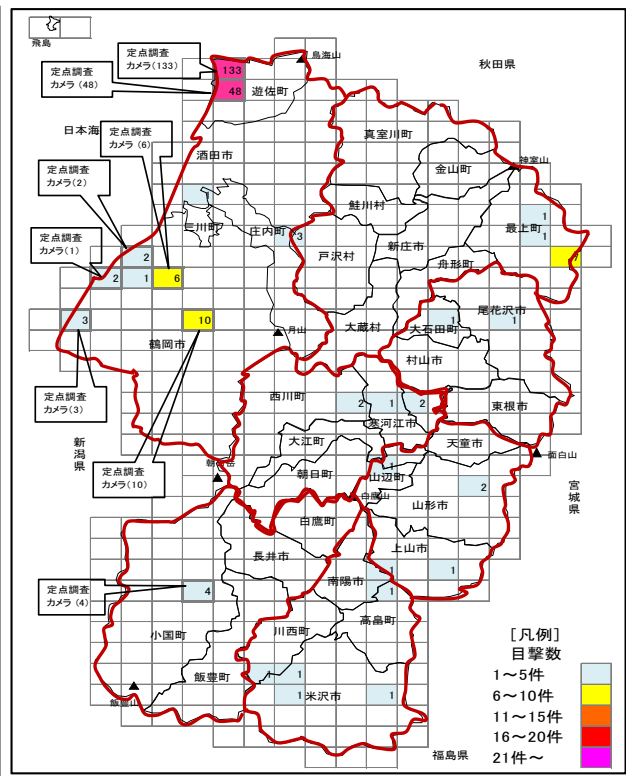 飛島
定点調査
カメラ(133)
鳥海山
秋田県
定点調査
カメラ(48)
133
48
遊佐町
日本海
定点調査
カメラ(6)
真室川町
酒田市
金山町
神室山
定点調査
カメラ(2)
1
鮭川村
1
最上町
三川町
庄内町
3
新庄市
1
定点調査
カメラ(1)
2
戸沢村
舟形町
7
2
1
6
尾花沢市
3
10
大蔵村
大石田町
1
1
月山
鶴岡市
村山市
定点調査
カメラ(3)
西川町
2
1
2
東根市
寒河江市
新潟県
大江町
天童市
面白山
定点調査
カメラ(10)
朝日岳
朝日町
1
山辺町
2
宮城県
白鷹山
山形市
白鷹町
長井市
上山市
定点調査
カメラ(4)
4
南陽市
1
1
1
高畠町
小国町
川西町
[凡例]
目撃数
飯豊町
1
1
1~5件
飯豊山
1
米沢市
1
6~10件
11~15件
16~20件
21件~
福島県